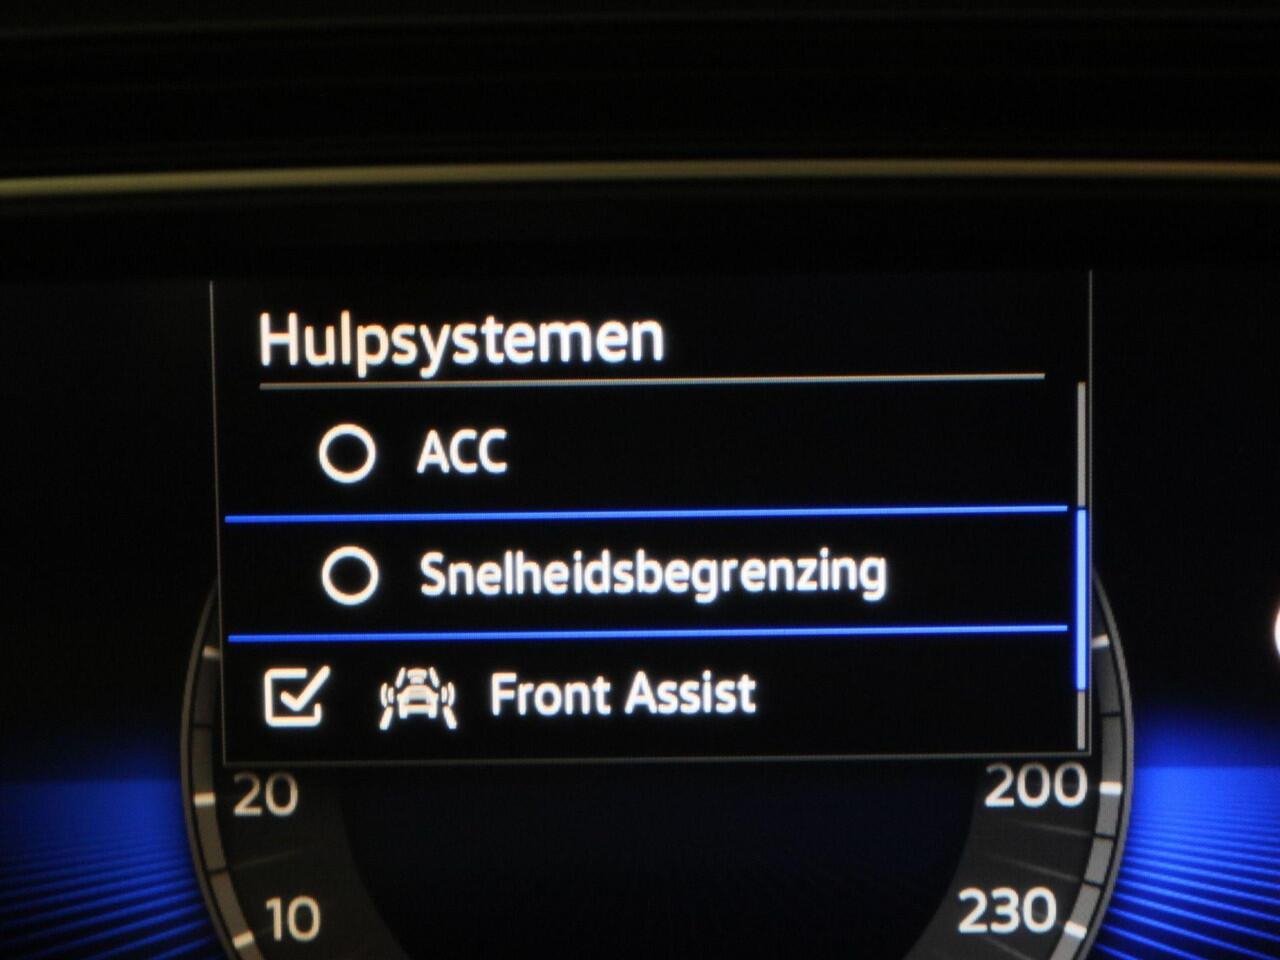 Hulpsystemen
ACC
Snelheidsbegrenzing
Front Assist
20
200
10
230